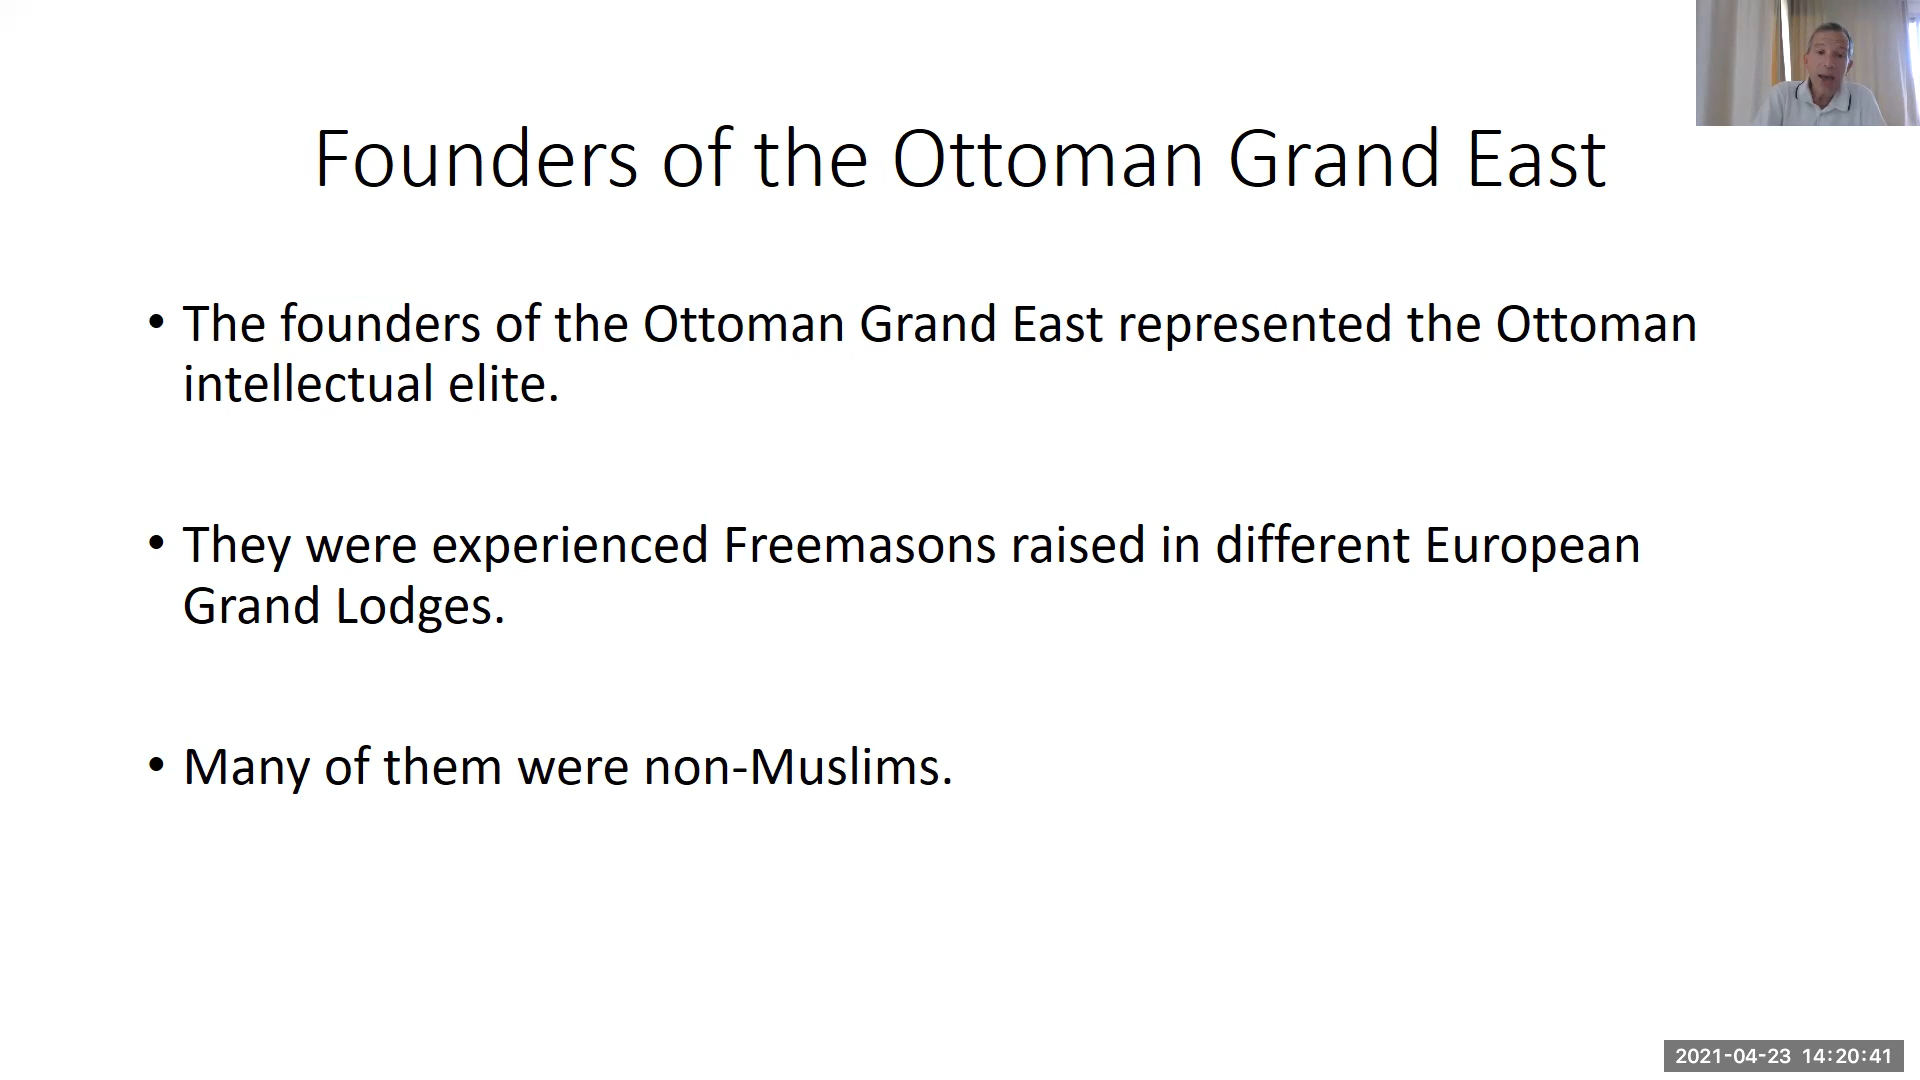 Founders of the Ottoman Grand East
• The founders of the Ottoman Grand East represented the Ottoman
intellectual elite.
• They were experienced Freemasons raised in different European
Grand Lodges.
• Many of them were non-Muslims.
2021-04-23 14:20:41